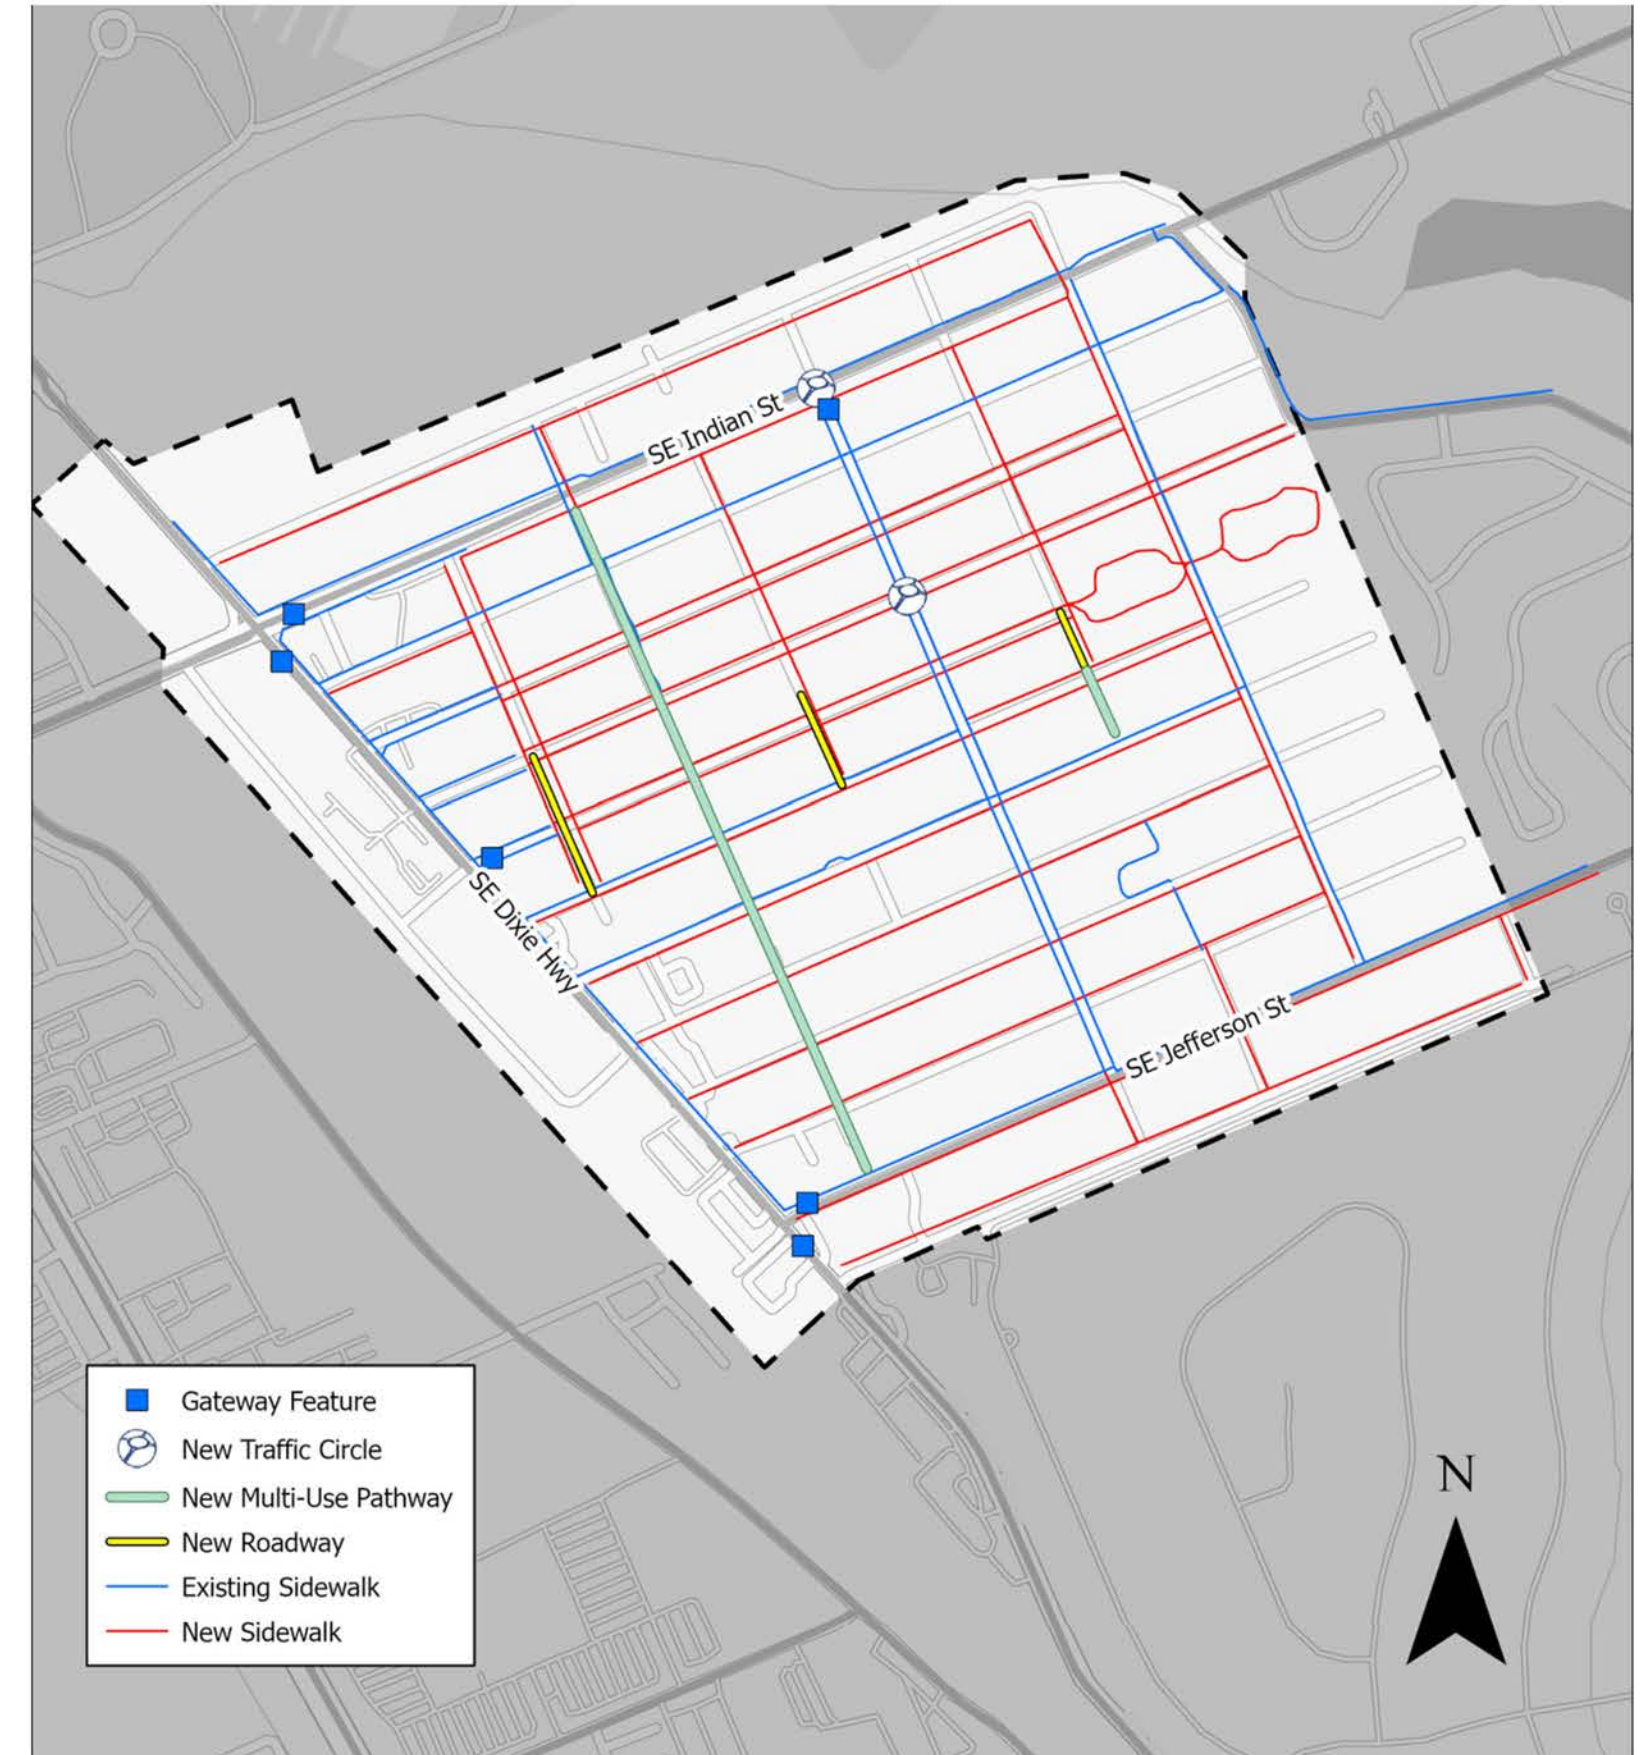 SE Indian St
SE Dixie Hwy
SE Jefferson St
Gateway Feature
New Traffic Circle
New Multi-Use Pathway
New Roadway
Existing Sidewalk
New Sidewalk
N